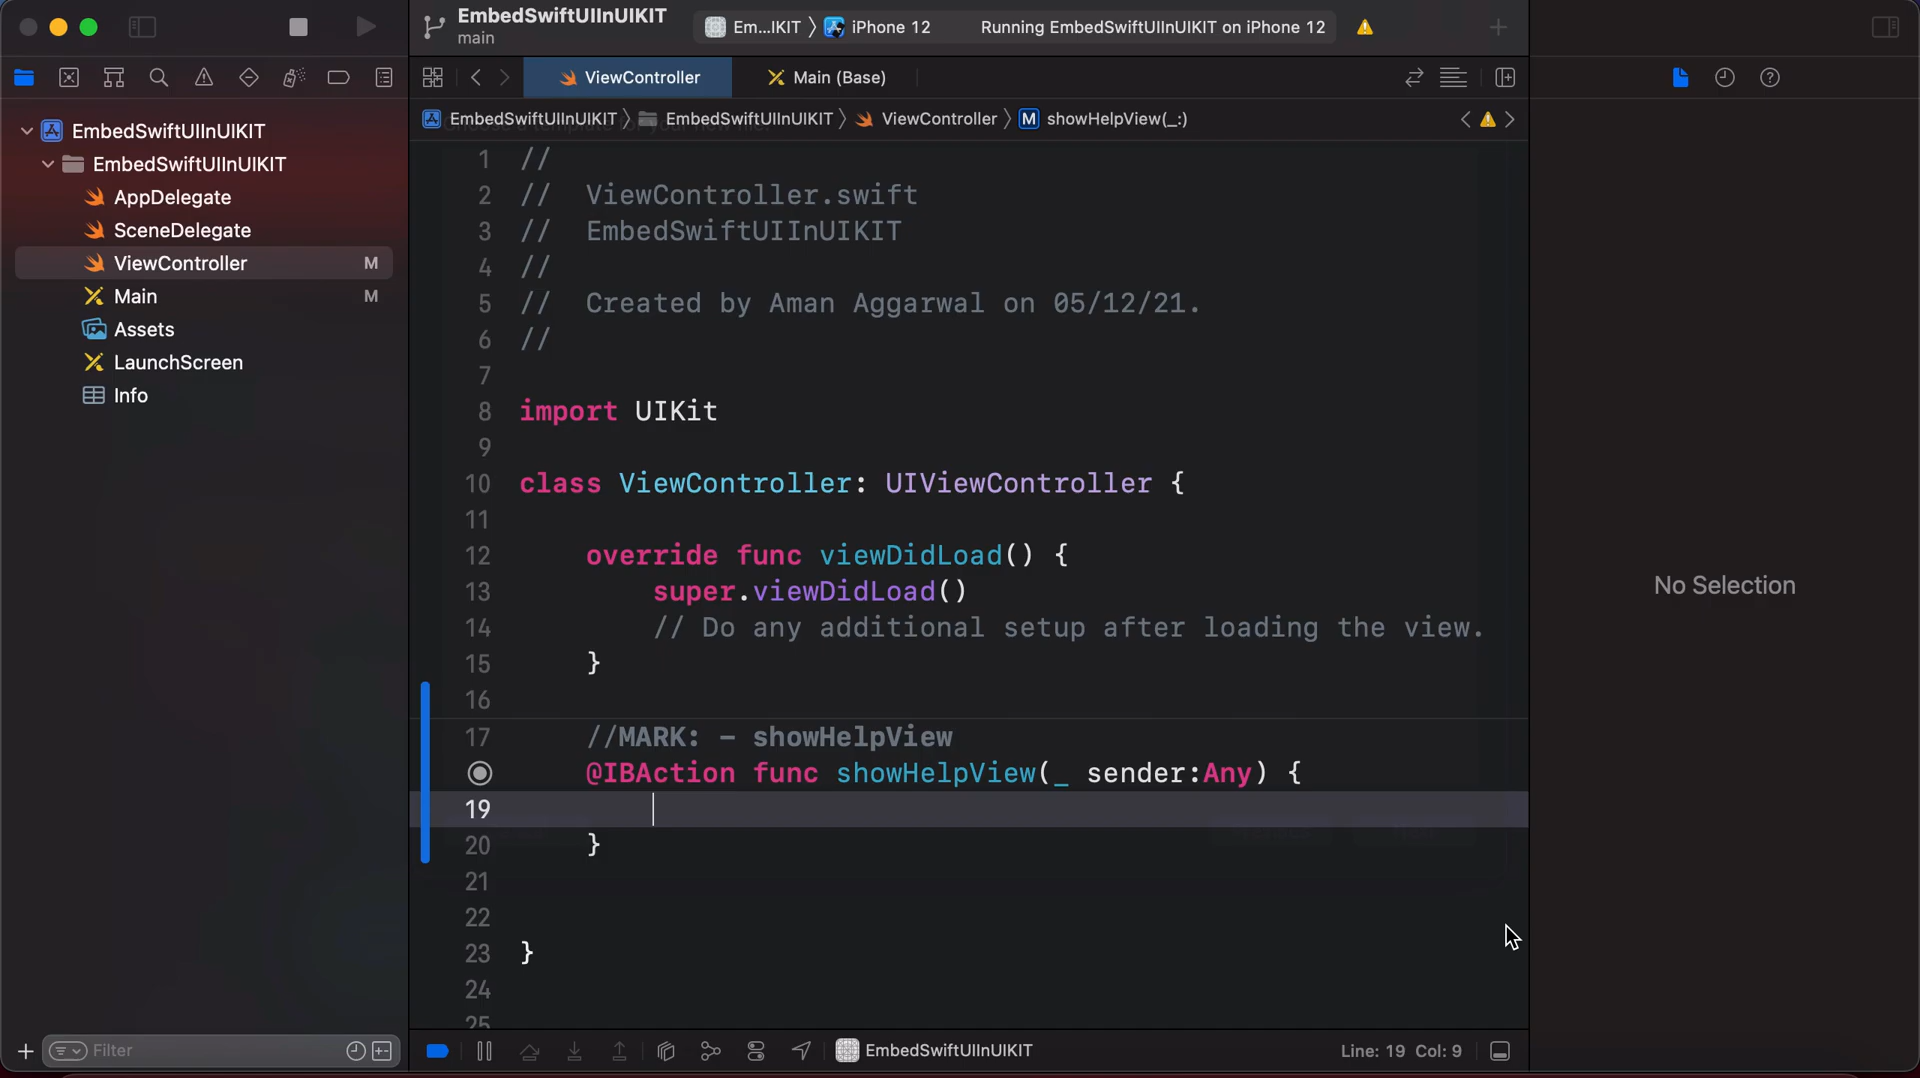 EmbedSwiftUIInUIKIT
main
Em...IKIT 〉 iPhone 12
Running EmbedSwiftUIInUIKIT on iPhone 12
ViewController
Main (Base)
EmbedSwiftUIInUIKIT 〉 EmbedSwiftUIInUIKIT 〉 ViewController 〉 M showHelpView(_:)
EmbedSwiftUIInUIKIT
EmbedSwiftUIInUIKIT
AppDelegate
SceneDelegate
ViewController M
Main M
Assets
LaunchScreen
Info
1 //
2 //  ViewController.swift
3 //  EmbedSwiftUIInUIKIT
4 //
5 //  Created by Aman Aggarwal on 05/12/21.
6 //
7
8 import UIKit
9
10 class ViewController: UIViewController {
11
12     override func viewDidLoad() {
13         super.viewDidLoad()
14         // Do any additional setup after loading the view.
15     }
16
17     //MARK: - showHelpView
@IBAction func showHelpView(_ sender:Any) {
19
20     }
21
22
23 }
24
25
No Selection
Filter
EmbedSwiftUIInUIKIT
Line: 19 Col: 9